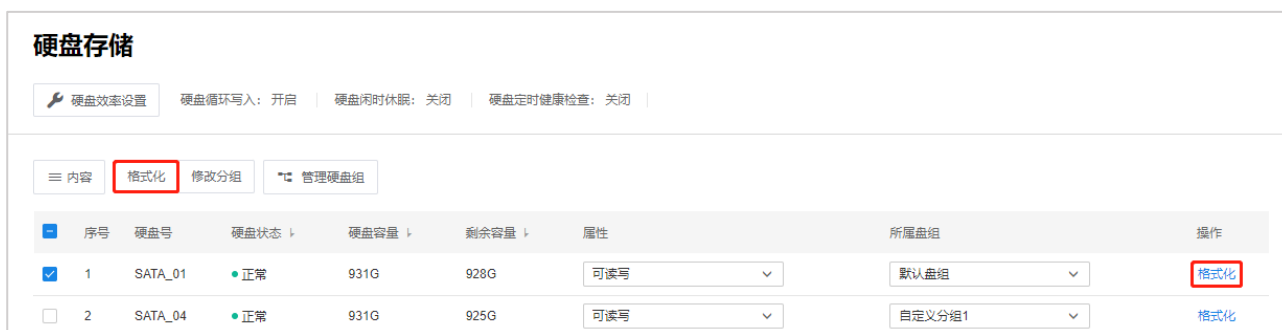 硬盘存储
硬盘效率设置 硬盘循环写入: 开启 硬盘闲时休眠: 关闭 硬盘定时健康检查: 关闭
内容 格式化 修改分组 管理硬盘组
序号 硬盘号 硬盘状态 硬盘容量 剩余容量 属性 所属盘组 操作
1 SATA_01 正常 931G 928G 可读写 默认盘组 格式化
2 SATA_04 正常 931G 925G 可读写 自定义分组1 格式化